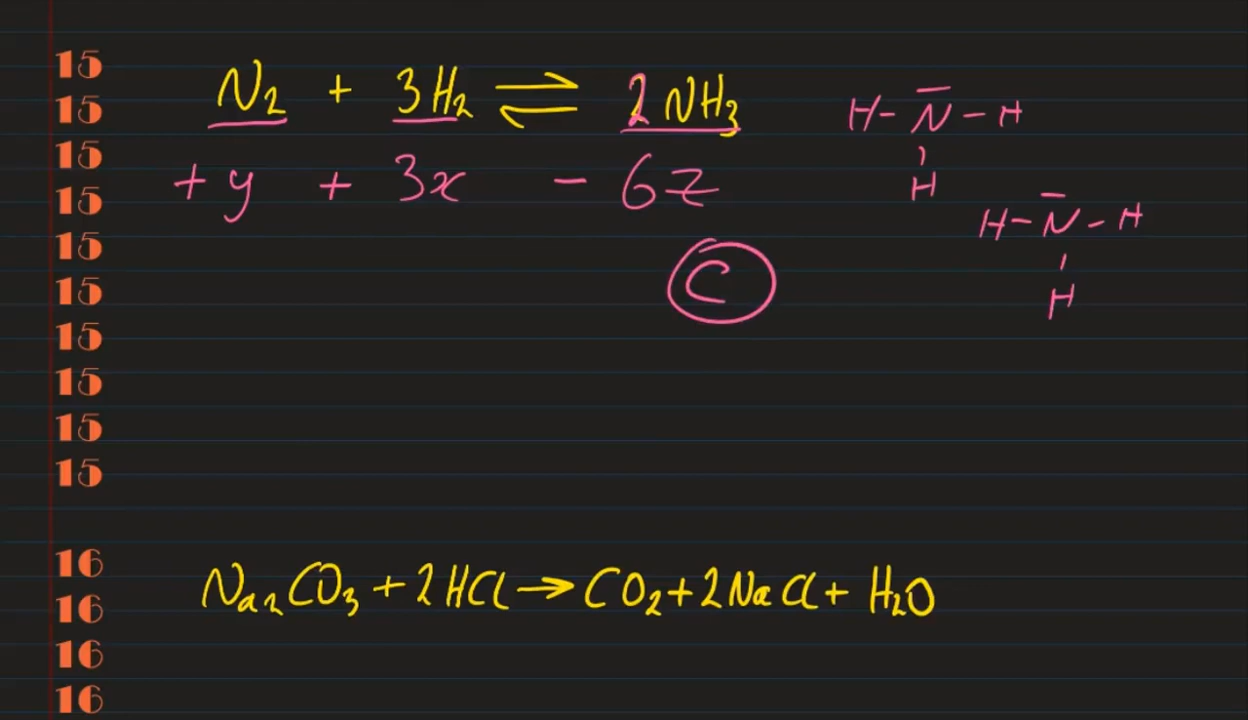 15
15 N₂ + 3H₂ ⇌ 2NH₃
15
15 + y + 3x - 6z
15
15 C
15
15
15
15
H-N̅-H
H
H-N̅-H
H
16
16 Na₂CO₃ + 2HCl → CO₂ + 2NaCl + H₂O
16
16